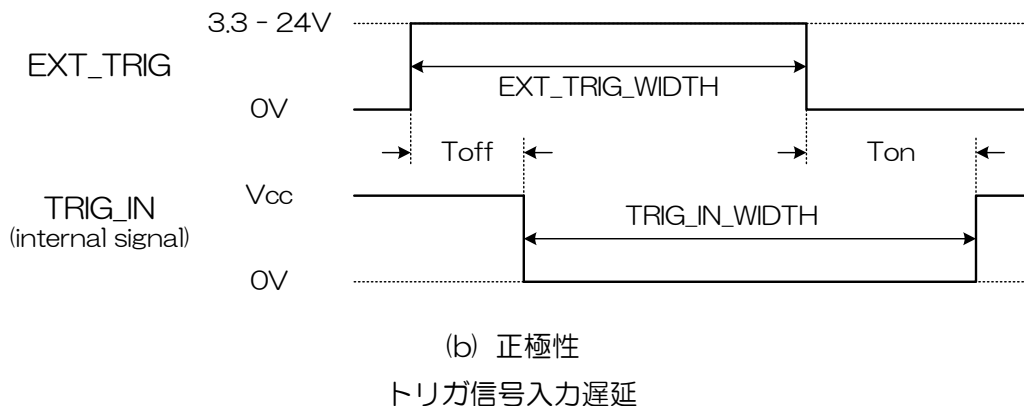 3.3 - 24V
EXT_TRIG
EXT_TRIG_WIDTH
0V
Toff
Ton
Vcc
TRIG_IN
(internal signal)
TRIG_IN_WIDTH
0V
(b) 正極性
トリガ信号入力遅延